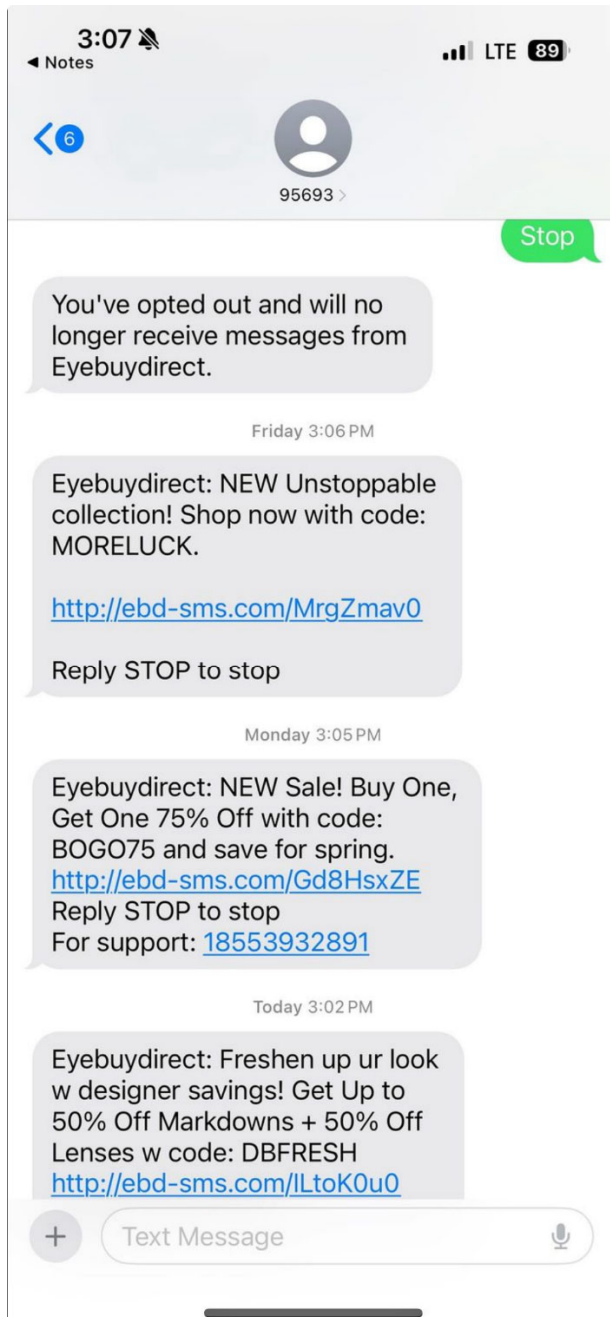 3:07
◀ Notes
LTE 89
6
95693 >
Stop
You've opted out and will no
longer receive messages from
Eyebuydirect.
Friday 3:06 PM
Eyebuydirect: NEW Unstoppable
collection! Shop now with code:
MORELUCK.
http://ebd-sms.com/MrgZmav0
Reply STOP to stop
Monday 3:05 PM
Eyebuydirect: NEW Sale! Buy One,
Get One 75% Off with code:
BOGO75 and save for spring.
http://ebd-sms.com/Gd8HsxZE
Reply STOP to stop
For support: 18553932891
Today 3:02 PM
Eyebuydirect: Freshen up ur look
w designer savings! Get Up to
50% Off Markdowns + 50% Off
Lenses w code: DBFRESH
http://ebd-sms.com/lLtoK0u0
Text Message